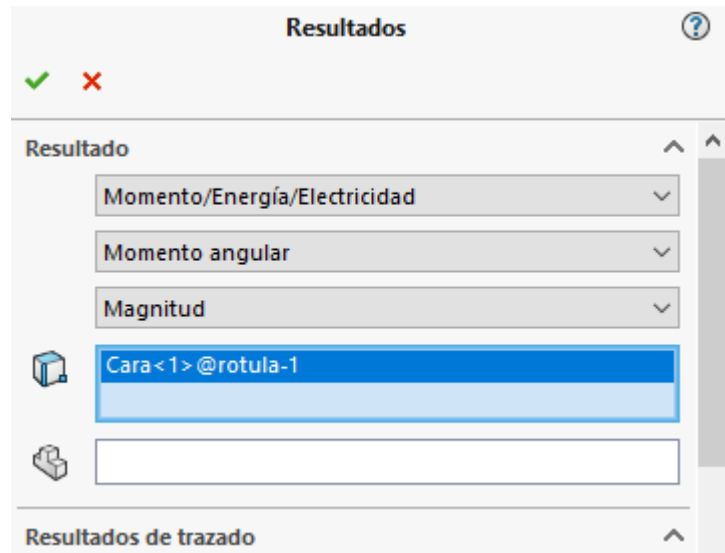 Resultados
Resultado
Momento/Energía/Electricidad
Momento angular
Magnitud
Cara<1>@rotula-1
Resultados de trazado